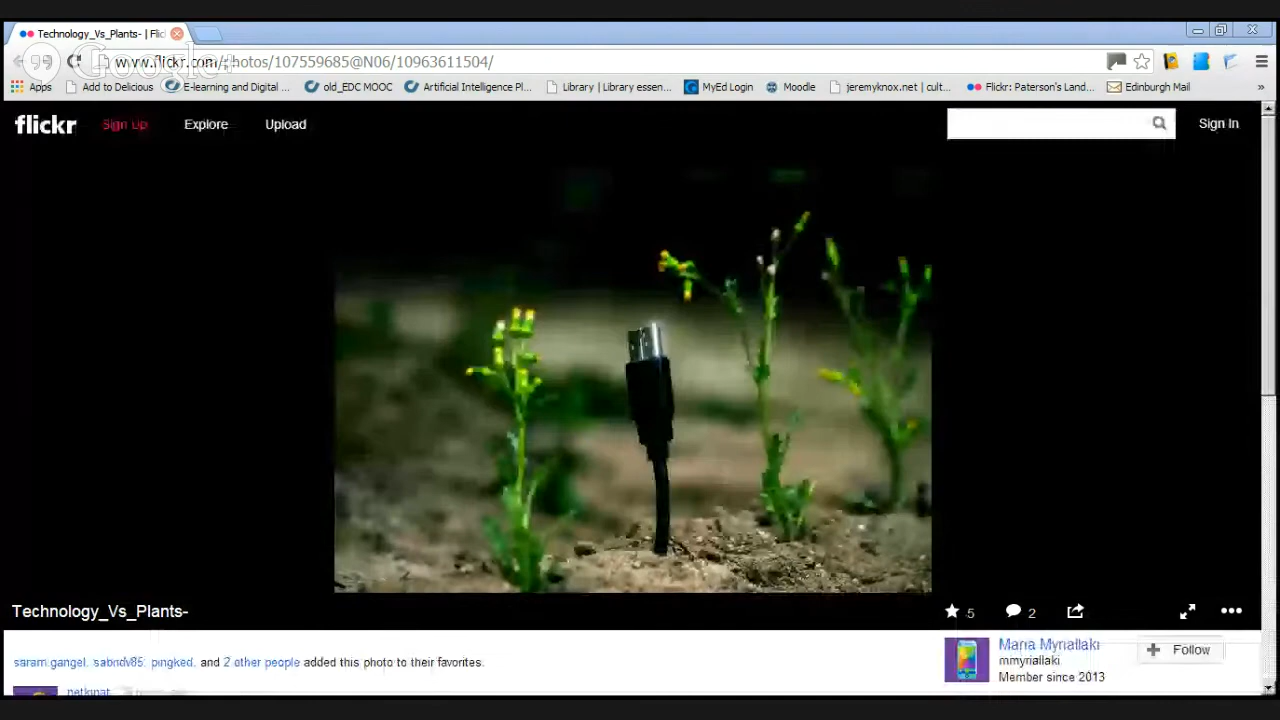 Technology_Vs_Plants- | Flic
Google+
www.flickr.com/photos/107559685@N06/10963611504/
Apps Add to Delicious E-learning and Digital ... old_EDC MOOC Artificial Intelligence Pl... Library | Library essen... MyEd Login Moodle jeremyknox.net | cult... Flickr: Paterson's Land... Edinburgh Mail »
flickr Sign Up Explore Upload Sign In
Technology_Vs_Plants- 5 2
saram.gangel, sabndv85, pingked, and 2 other people added this photo to their favorites.
Maria Myriallaki
mmyriallaki
Member since 2013
+ Follow
netkinat